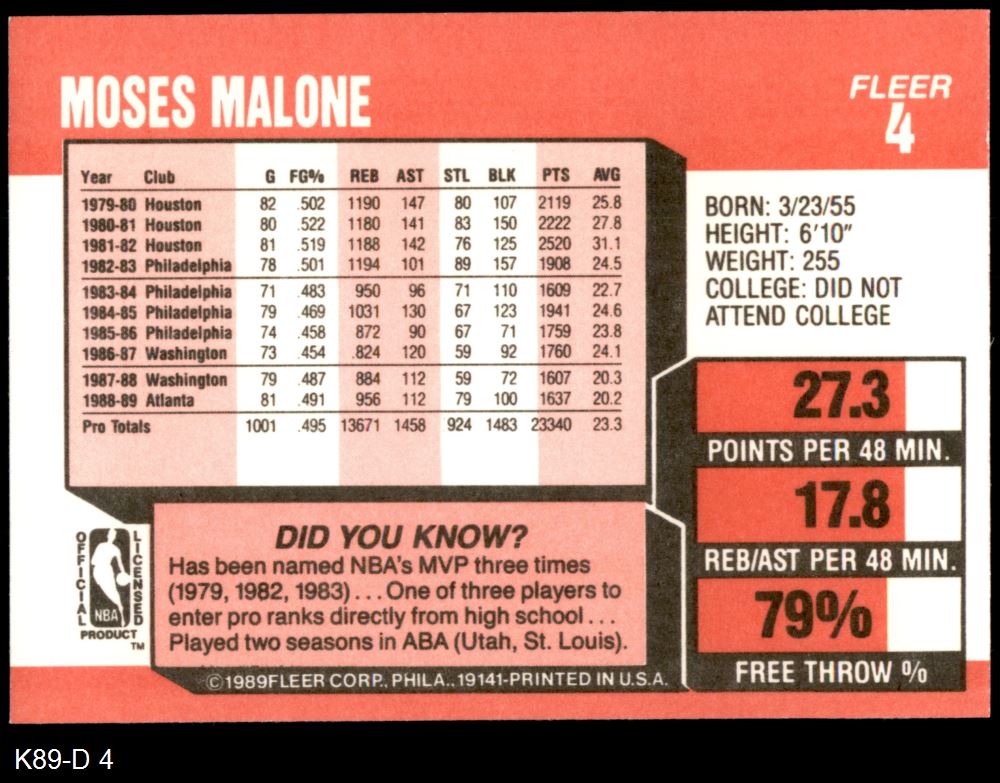 MOSES MALONE
FLEER
4
Year Club G FG% REB AST STL BLK PTS AVG
1979-80 Houston 82 .502 1190 147 80 107 2119 25.8
1980-81 Houston 80 .522 1180 141 83 150 2222 27.8
1981-82 Houston 81 .519 1188 142 76 125 2520 31.1
1982-83 Philadelphia 78 .501 1194 101 89 157 1908 24.5
1983-84 Philadelphia 71 .483 950 96 71 110 1609 22.7
1984-85 Philadelphia 79 .469 1031 130 67 123 1941 24.6
1985-86 Philadelphia 74 .458 872 90 67 71 1759 23.8
1986-87 Washington 73 .454 .824 120 59 92 1760 24.1
1987-88 Washington 79 .487 884 112 59 72 1607 20.3
1988-89 Atlanta 81 .491 956 112 79 100 1637 20.2
Pro Totals 1001 .495 13671 1458 924 1483 23340 23.3
BORN: 3/23/55
HEIGHT: 6'10"
WEIGHT: 255
COLLEGE: DID NOT
ATTEND COLLEGE
27.3
POINTS PER 48 MIN.
17.8
REB/AST PER 48 MIN.
79%
FREE THROW %
OFFICIAL
LICENSED
NBA
PRODUCT
TM
DID YOU KNOW?
Has been named NBA's MVP three times
(1979, 1982, 1983)...One of three players to
enter pro ranks directly from high school...
Played two seasons in ABA (Utah, St. Louis).
©1989FLEER CORP., PHILA., 19141-PRINTED IN U.S.A.
K89-D 4